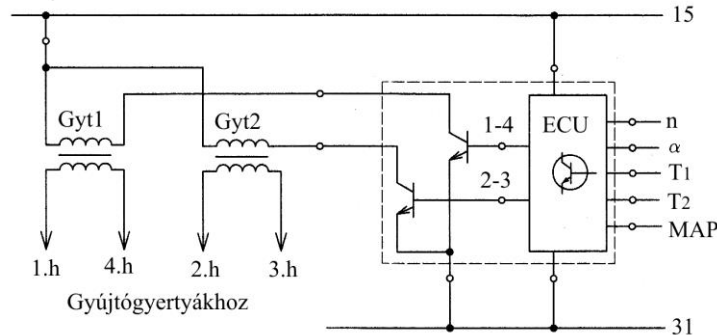 15
Gyt1
Gyt2
1-4
ECU
n
α
2-3
T1
T2
MAP
1.h
4.h
2.h
3.h
Gyújtógyertyákhoz
31